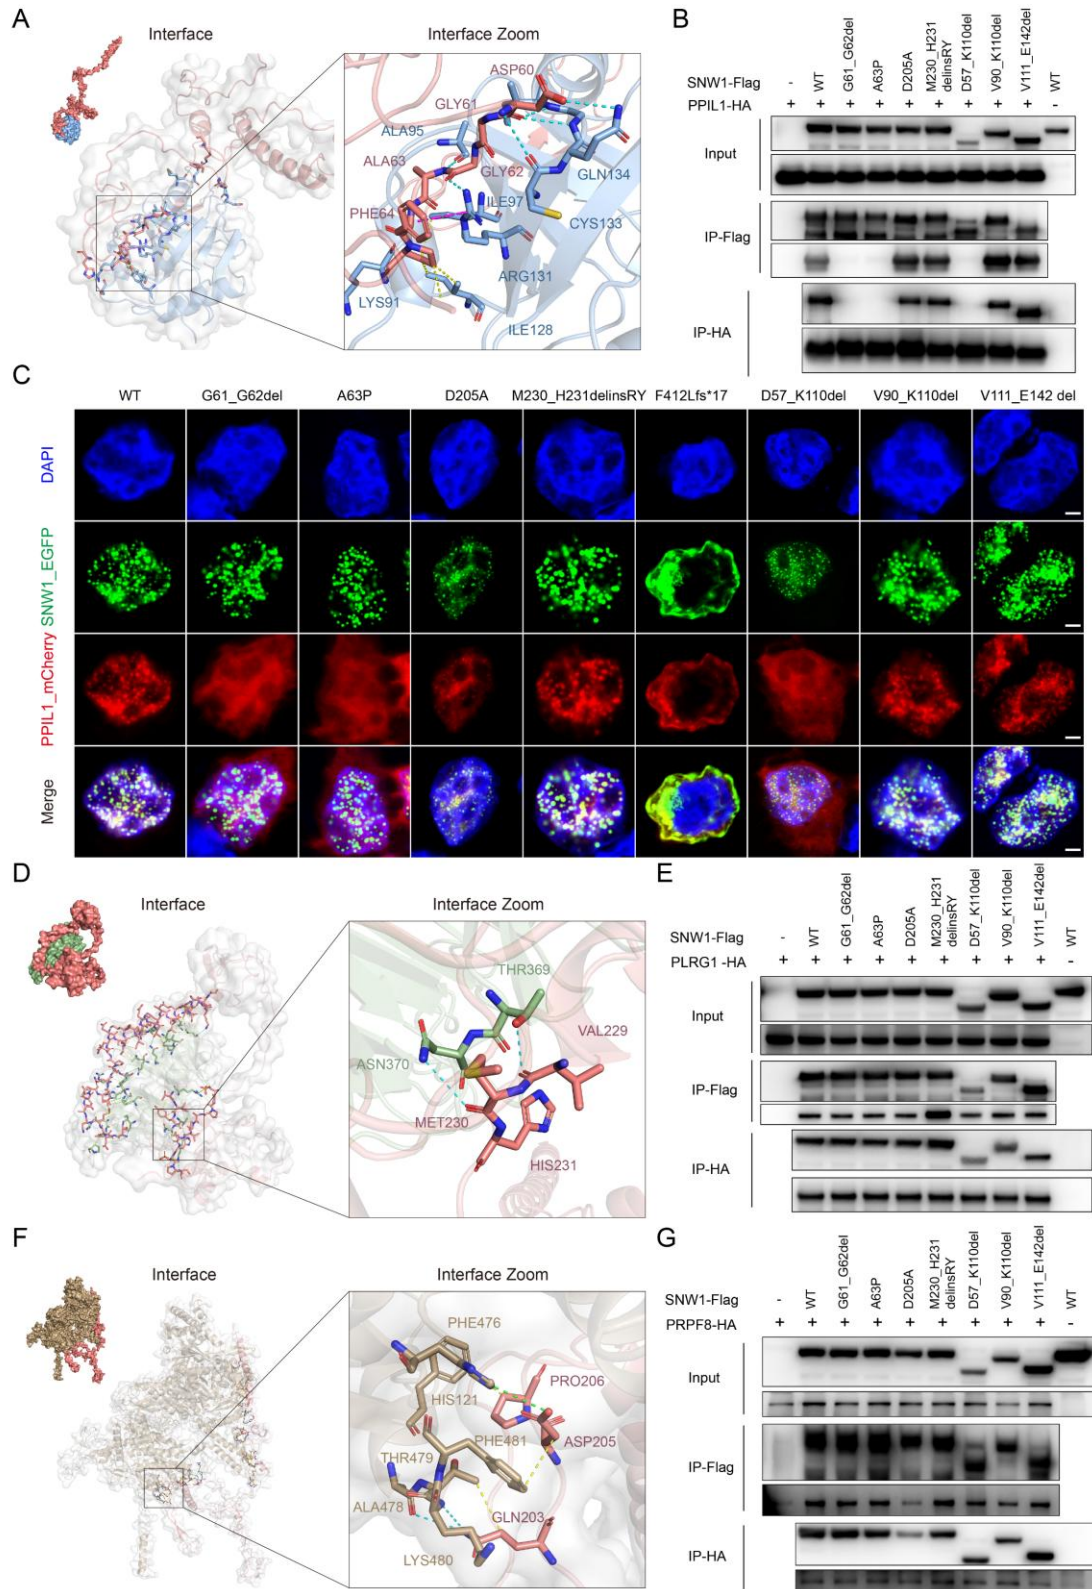 A
Interface
Interface Zoom
ASP60
GLY61
ALA95
ALA63
GLY62
GLN134
PHE64
ILE97
CYS133
ARG131
LYS91
ILE128
B
SNW1-Flag - WT G61_G62del A63P D205A M230_H231 delinsRY D57_K110del V90_K110del V111_E142del WT
PPIL1-HA + + + + + + + + + -
Input
IP-Flag
IP-HA
C
WT G61_G62del A63P D205A M230_H231delinsRY F412Lfs*17 D57_K110del V90_K110del V111_E142 del
DAPI
SNW1_EGFP
PPIL1_mCherry
Merge
D
Interface
Interface Zoom
THR369
VAL229
ASN370
MET230
HIS231
E
SNW1-Flag - WT G61_G62del A63P D205A M230_H231 delinsRY D57_K110del V90_K110del V111_E142del WT
PLRG1 -HA + + + + + + + + + -
Input
IP-Flag
IP-HA
F
Interface
Interface Zoom
PHE476
PRO206
HIS121
PHE481
ASP205
THR479
ALA478
GLN203
LYS480
G
SNW1-Flag - WT G61_G62del A63P D205A M230_H231 delinsRY D57_K110del V90_K110del V111_E142del WT
PRPF8-HA + + + + + + + + + -
Input
IP-Flag
IP-HA